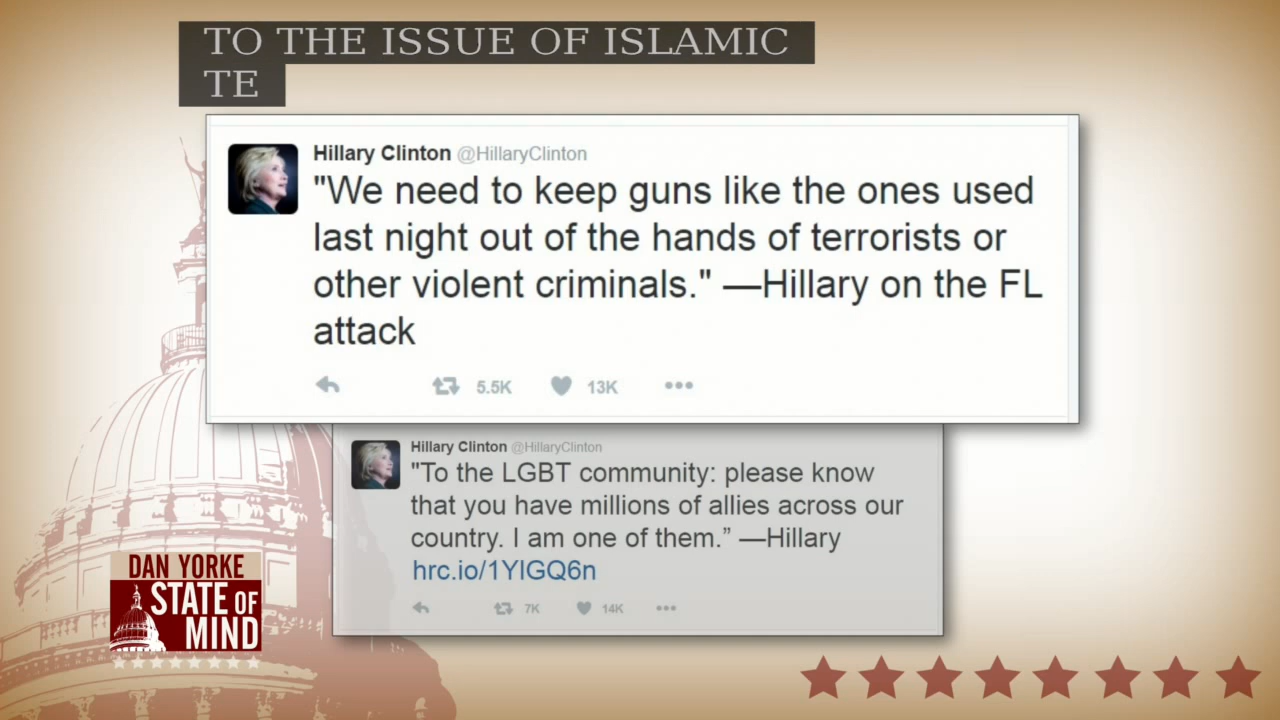 TO THE ISSUE OF ISLAMIC
TE
Hillary Clinton @HillaryClinton
"We need to keep guns like the ones used
last night out of the hands of terrorists or
other violent criminals." —Hillary on the FL
attack
5.5K 13K
Hillary Clinton @HillaryClinton
"To the LGBT community: please know
that you have millions of allies across our
country. I am one of them.” —Hillary
hrc.io/1YIGQ6n
7K 14K
DAN YORKE
STATE OF
MIND